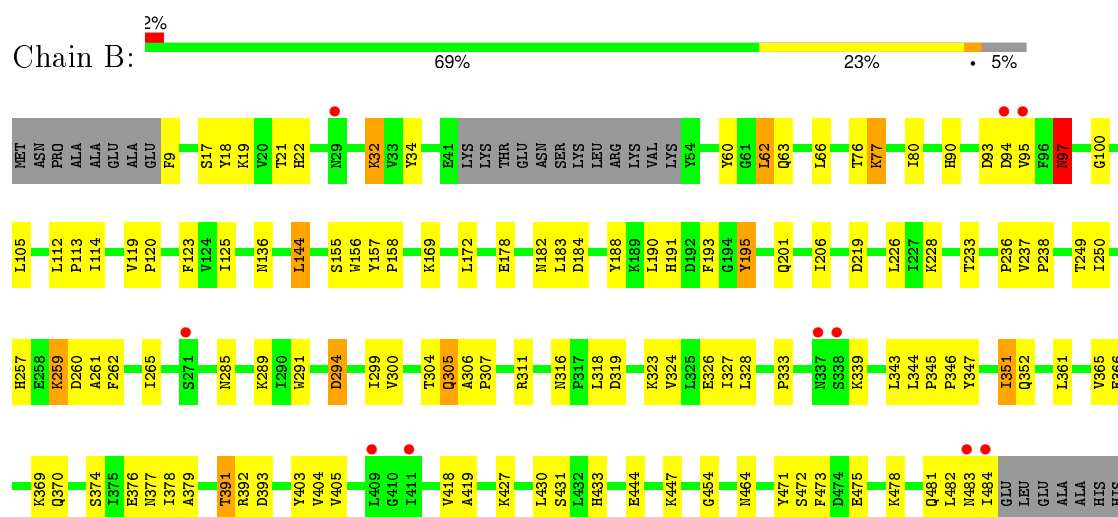 2%
Chain B:
69% 23% • 5%
MET ASN PRO ALA ALA GLU ALA GLU F9 S17 Y18 K19 V20 T21 H22 N29 K32 V33 Y34 E41 LYS LYS THR GLU ASN SER LYS LEU ARG LYS VAL LYS Y54 Y60 G61 L62 Q63 L66 T76 K77 I80 H90 D93 D94 V95 F96 N97 G100
L105 L112 P113 I114 V119 P120 F123 V124 I125 N136 L144 S155 W156 Y157 P158 K169 L172 E178 N182 L183 D184 Y188 K189 L190 H191 D192 F193 G194 Y195 Q201 I206 D219 L226 I227 K228 T233 P236 V237 P238 T249 I250
H257 E258 K259 D260 A261 F262 I265 S271 N285 K289 I290 W291 D294 I299 V300 T304 Q305 A306 P307 R311 N316 P317 L318 D319 K323 V324 L325 E326 I327 L328 P333 N337 S338 K339 L343 L344 P345 P346 Y347 I351 Q352 L361 V365 E366
K369 Q370 S374 I375 E376 N377 I378 A379 T391 R392 D393 Y403 V404 V405 L409 G410 I411 V418 A419 K427 L430 S431 L432 H433 E444 K447 G454 N464 Y471 S472 F473 D474 E475 K478 Q481 L482 N483 I484 GLU LEU GLU ALA ALA HIS HIS